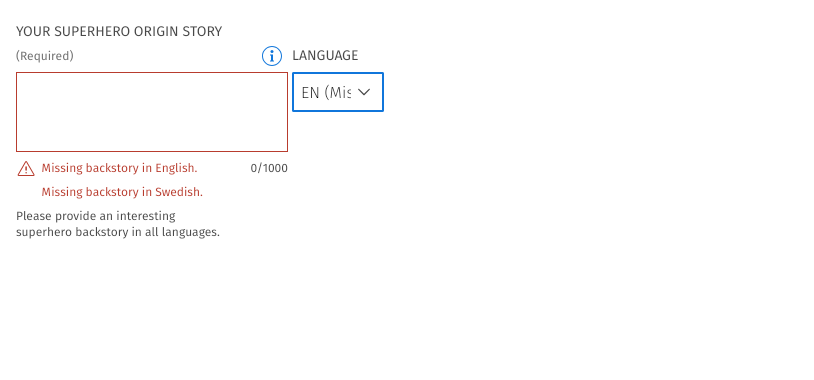 YOUR SUPERHERO ORIGIN STORY
(Required)
LANGUAGE
EN (Mis
Missing backstory in English.
0/1000
Missing backstory in Swedish.
Please provide an interesting
superhero backstory in all languages.